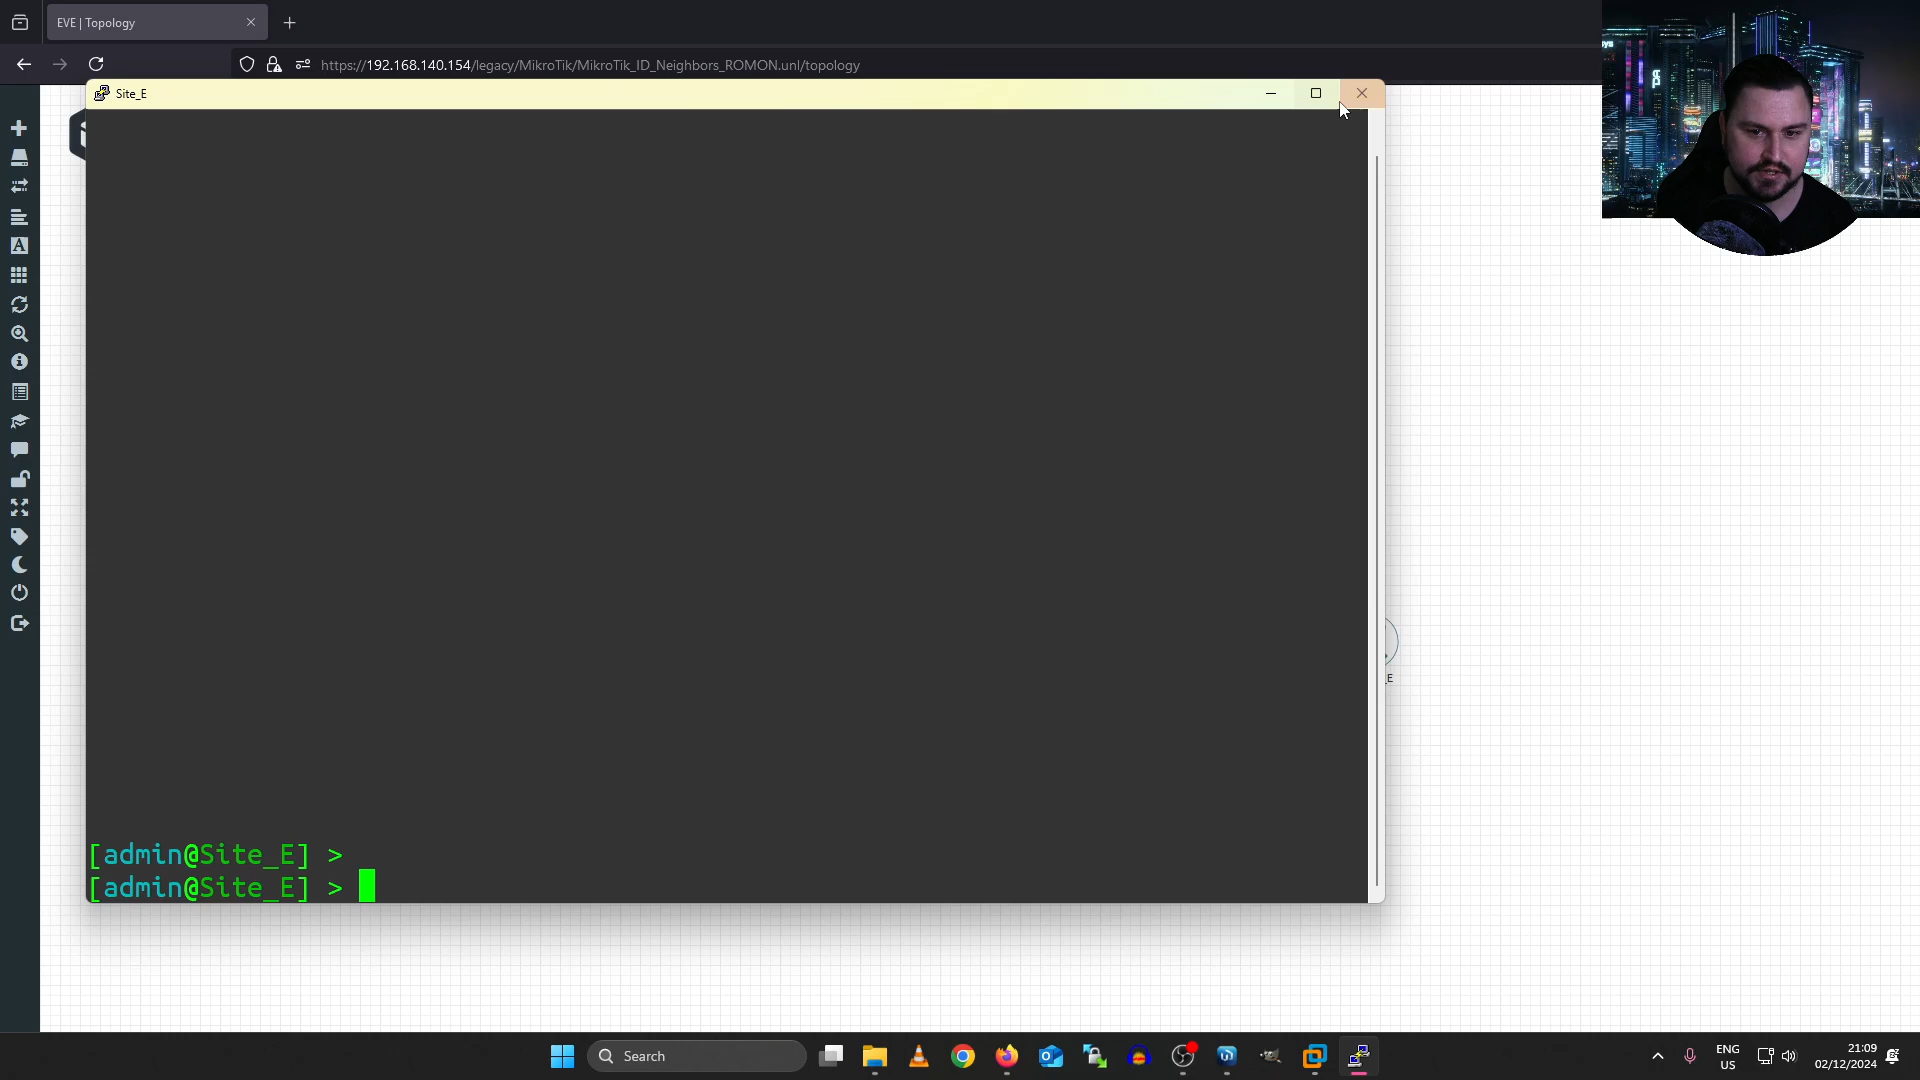 EVE | Topology
https://192.168.140.154/legacy/MikroTik/MikroTik_ID_Neighbors_ROMON.unl/topology
Site_E
_E
[admin@Site_E] >
[admin@Site_E] >
Search
ENG
US
21:09
02/12/2024